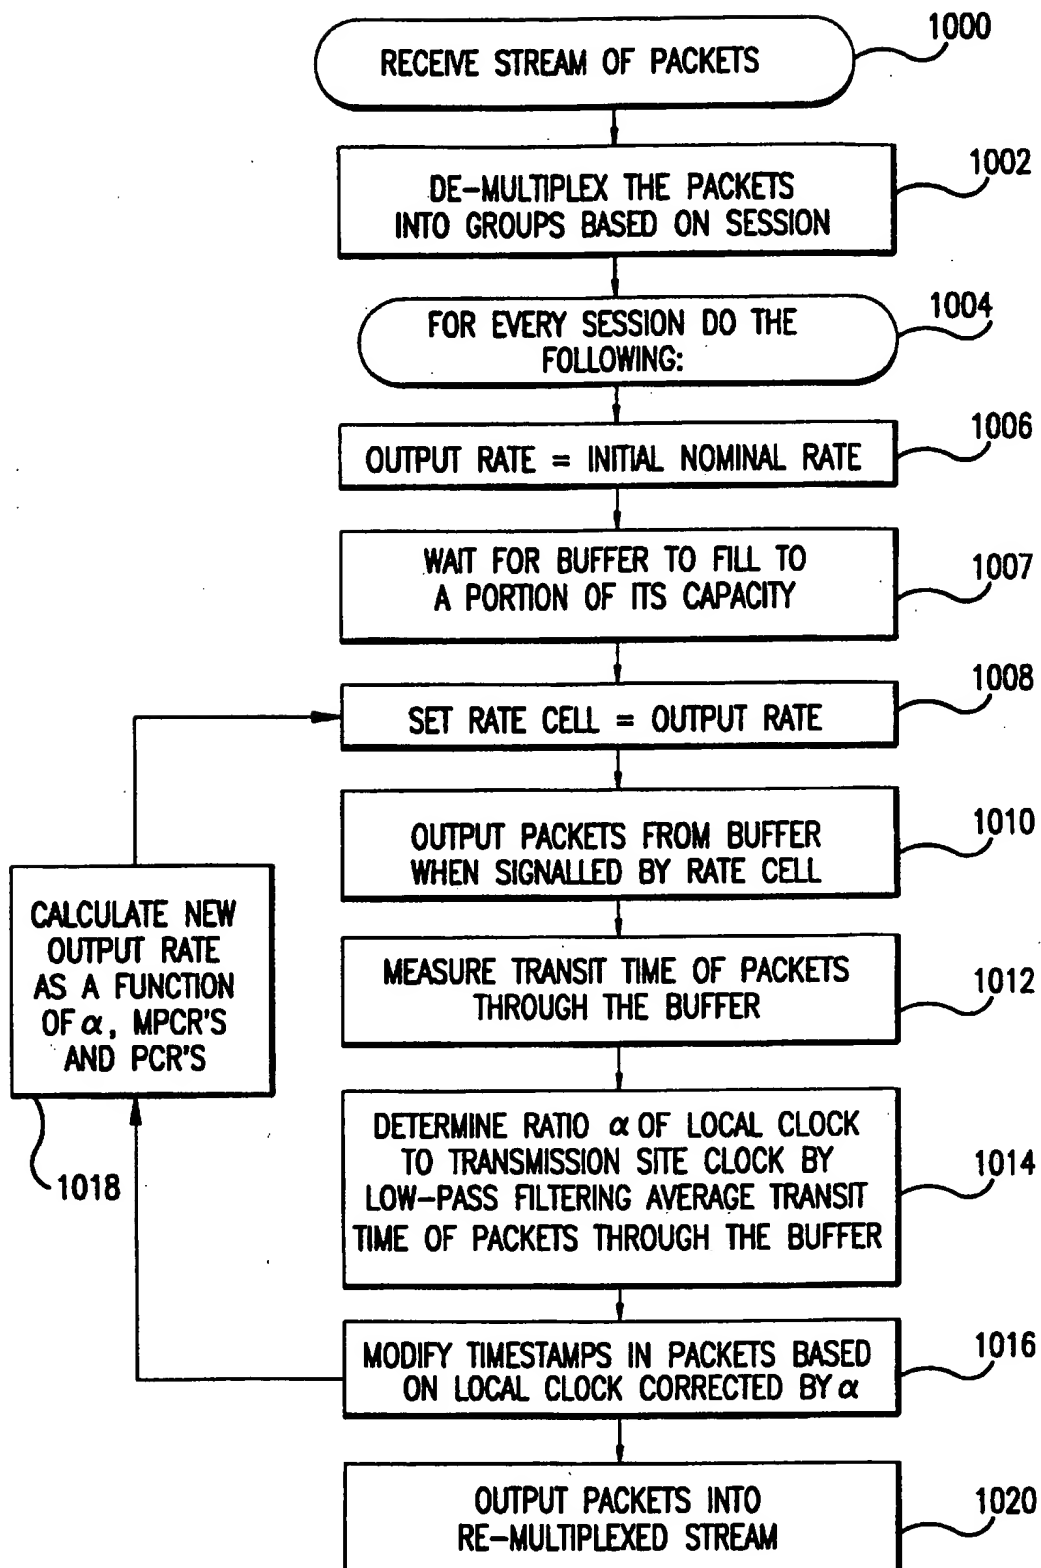 RECEIVE STREAM OF PACKETS
1000
DE-MULTIPLEX THE PACKETS
INTO GROUPS BASED ON SESSION
1002
FOR EVERY SESSION DO THE
FOLLOWING:
1004
OUTPUT RATE = INITIAL NOMINAL RATE
1006
WAIT FOR BUFFER TO FILL TO
A PORTION OF ITS CAPACITY
1007
SET RATE CELL = OUTPUT RATE
1008
OUTPUT PACKETS FROM BUFFER
WHEN SIGNALLED BY RATE CELL
1010
MEASURE TRANSIT TIME OF PACKETS
THROUGH THE BUFFER
1012
DETERMINE RATIO α OF LOCAL CLOCK
TO TRANSMISSION SITE CLOCK BY
LOW-PASS FILTERING AVERAGE TRANSIT
TIME OF PACKETS THROUGH THE BUFFER
1014
MODIFY TIMESTAMPS IN PACKETS BASED
ON LOCAL CLOCK CORRECTED BY α
1016
CALCULATE NEW
OUTPUT RATE
AS A FUNCTION
OF α, MPCR'S
AND PCR'S
1018
OUTPUT PACKETS INTO
RE-MULTIPLEXED STREAM
1020